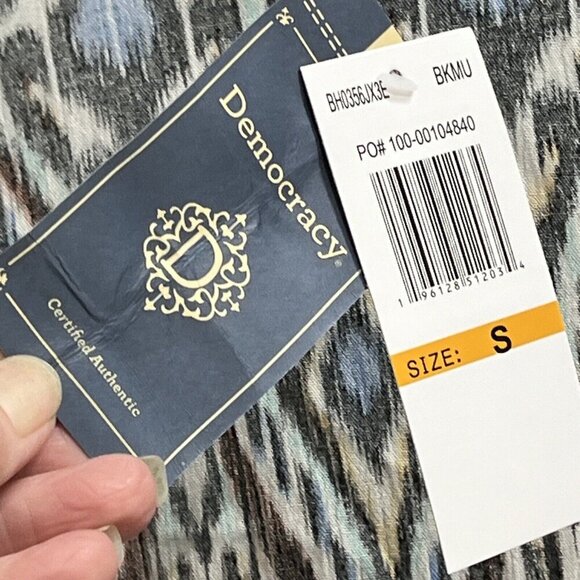 Democracy®
D
Certified Authentic
BH0356JX3E BKMU
PO# 100-00104840
1 96128 51203 4
SIZE: S